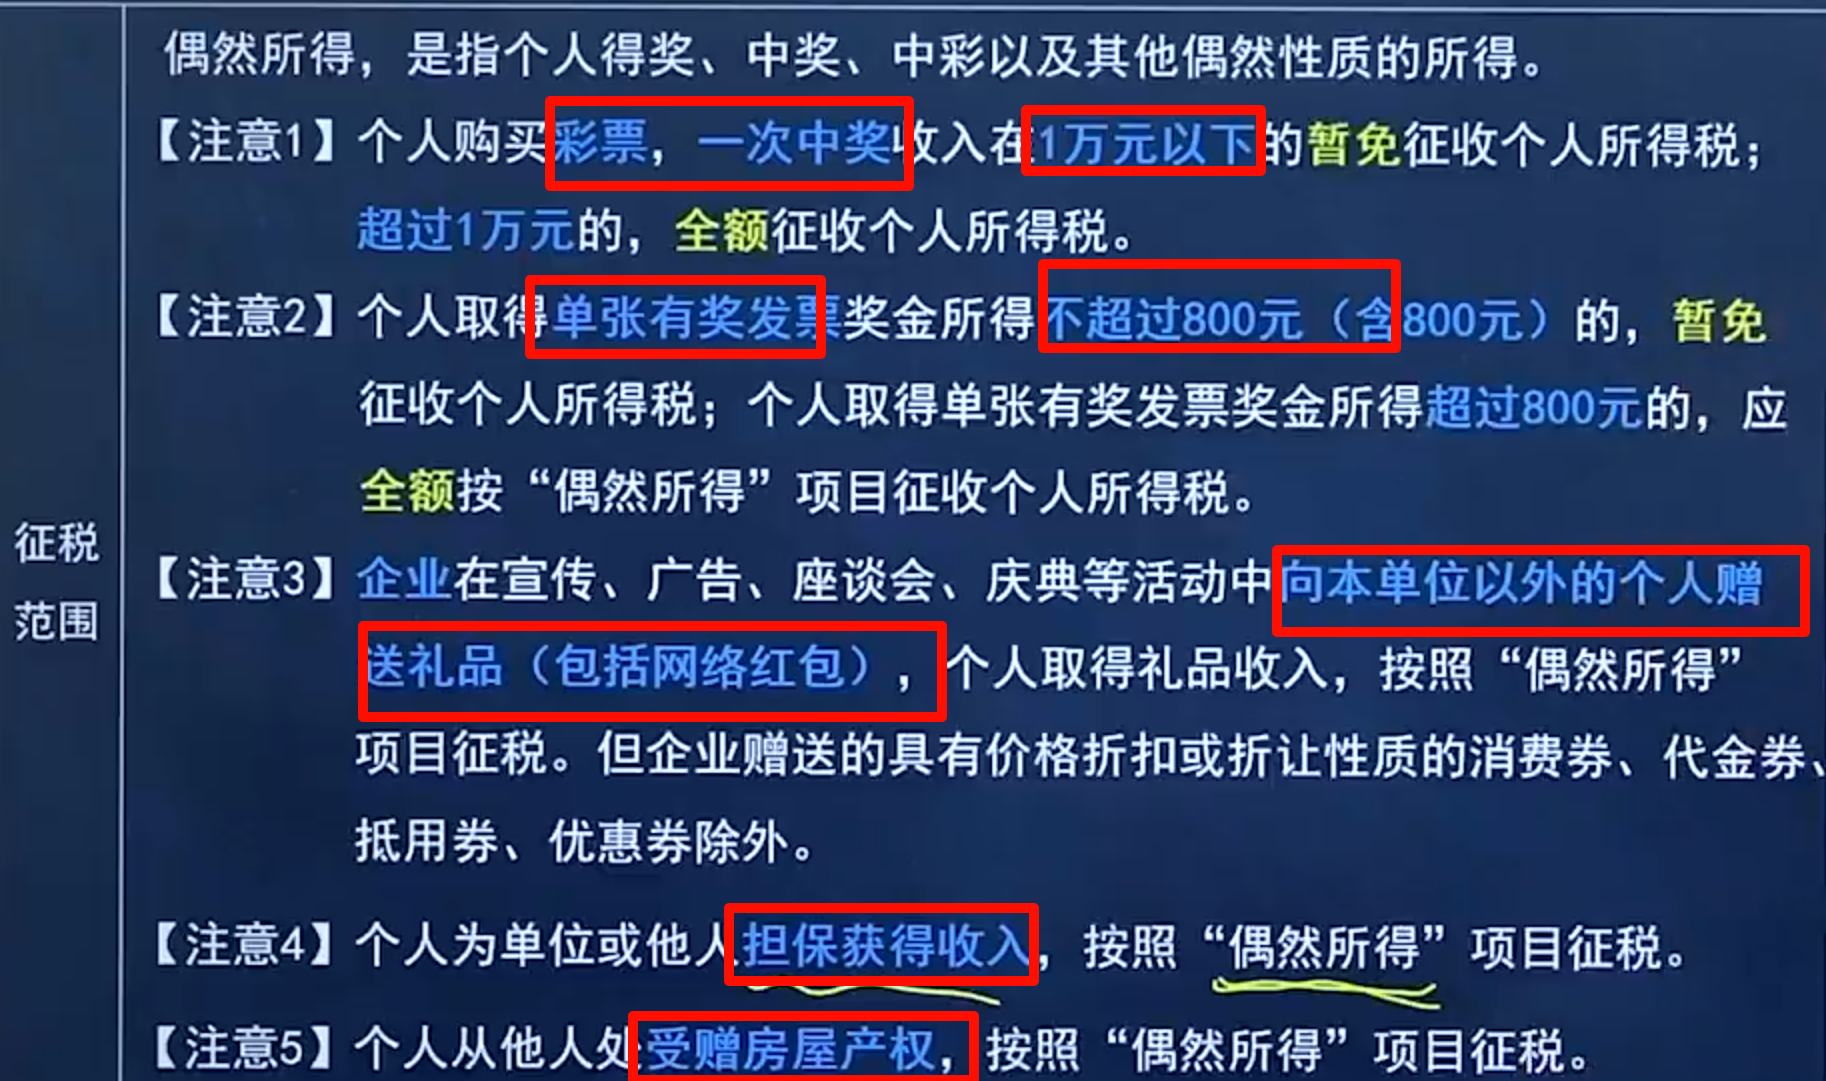 征税
范围
偶然所得，是指个人得奖、中奖、中彩以及其他偶然性质的所得。
【注意1】个人购买彩票，一次中奖收入在1万元以下的暂免征收个人所得税；
超过1万元的，全额征收个人所得税。
【注意2】个人取得单张有奖发票奖金所得不超过800元（含800元）的，暂免
征收个人所得税；个人取得单张有奖发票奖金所得超过800元的，应
全额按“偶然所得”项目征收个人所得税。
【注意3】企业在宣传、广告、座谈会、庆典等活动中向本单位以外的个人赠
送礼品（包括网络红包），个人取得礼品收入，按照“偶然所得”
项目征税。但企业赠送的具有价格折扣或折让性质的消费券、代金券、
抵用券、优惠券除外。
【注意4】个人为单位或他人担保获得收入，按照“偶然所得”项目征税。
【注意5】个人从他人处受赠房屋产权，按照“偶然所得”项目征税。